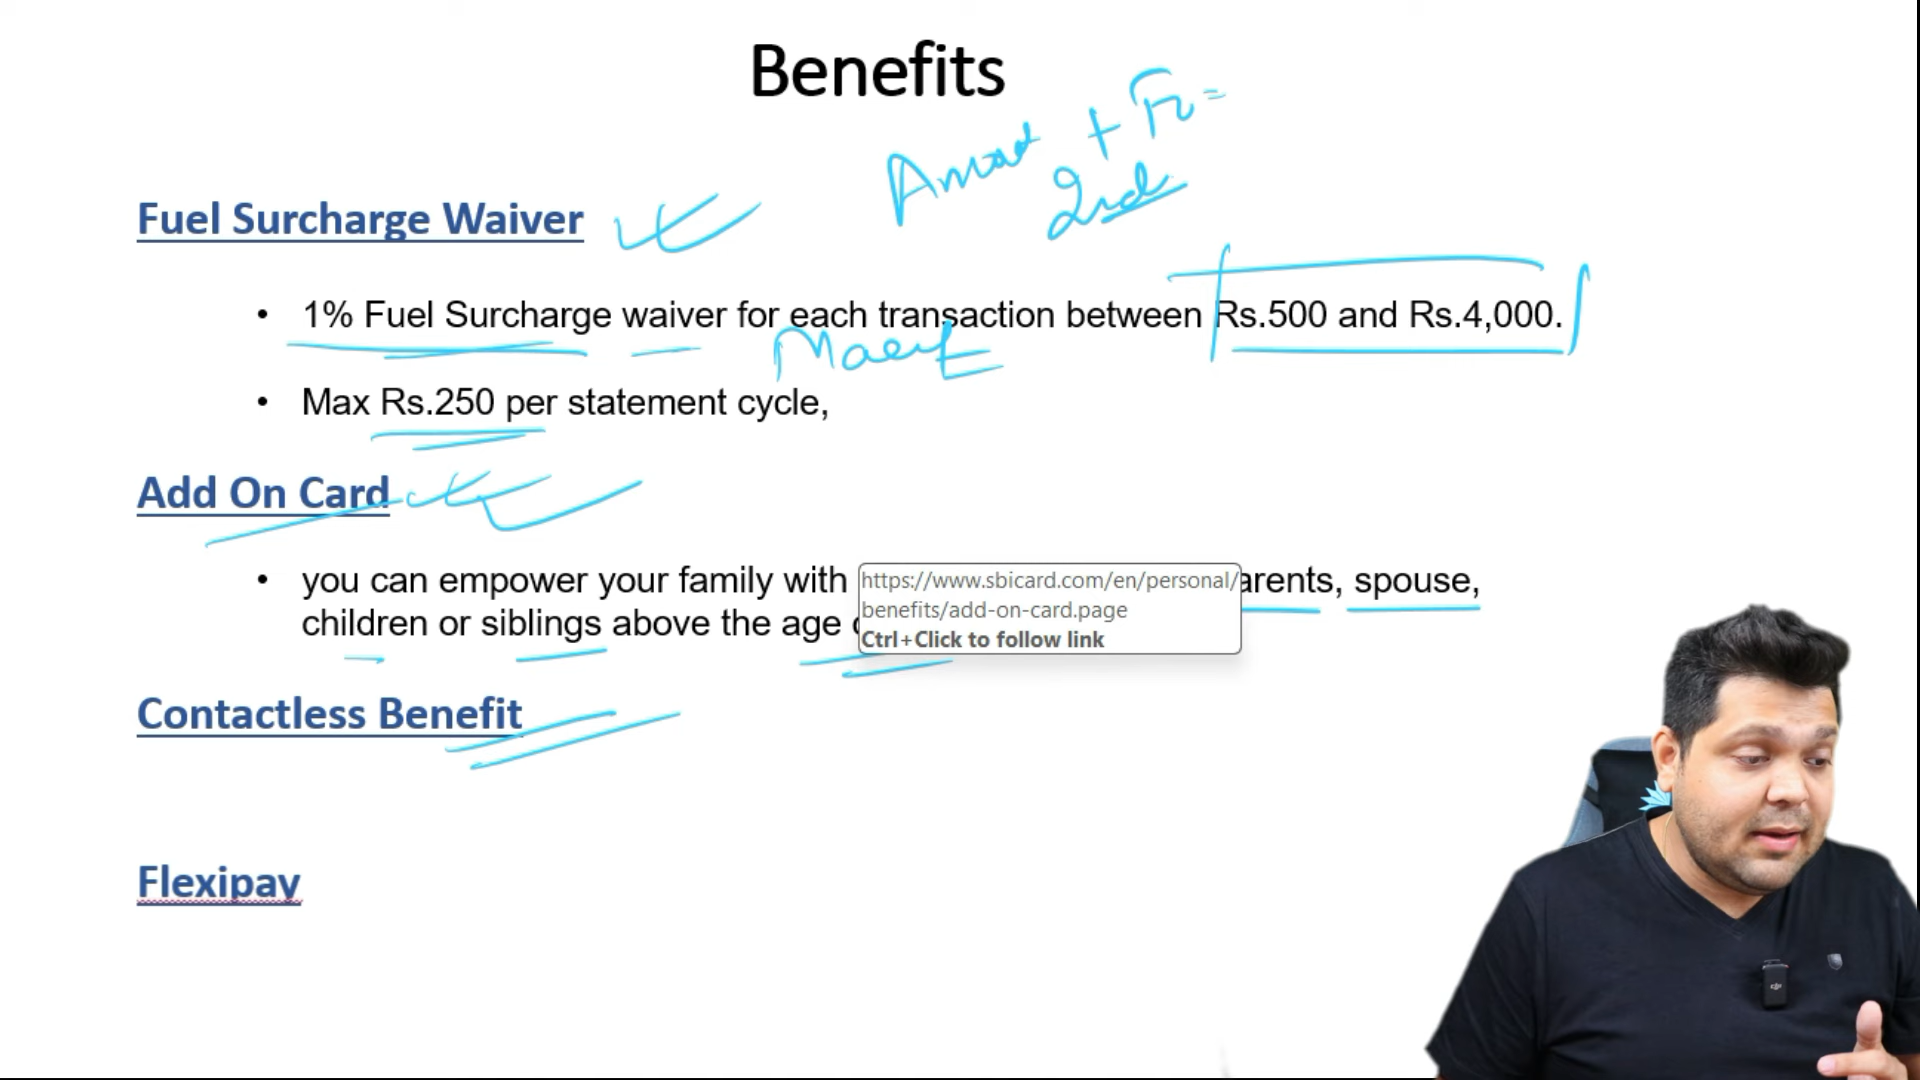 Benefits
Fuel Surcharge Waiver
• 1% Fuel Surcharge waiver for each transaction between Rs.500 and Rs.4,000.
• Max Rs.250 per statement cycle,
Add On Card
• you can empower your family with arents, spouse,
children or siblings above the age
https://www.sbicard.com/en/personal/
benefits/add-on-card.page
Ctrl+Click to follow link
Contactless Benefit
Flexipay